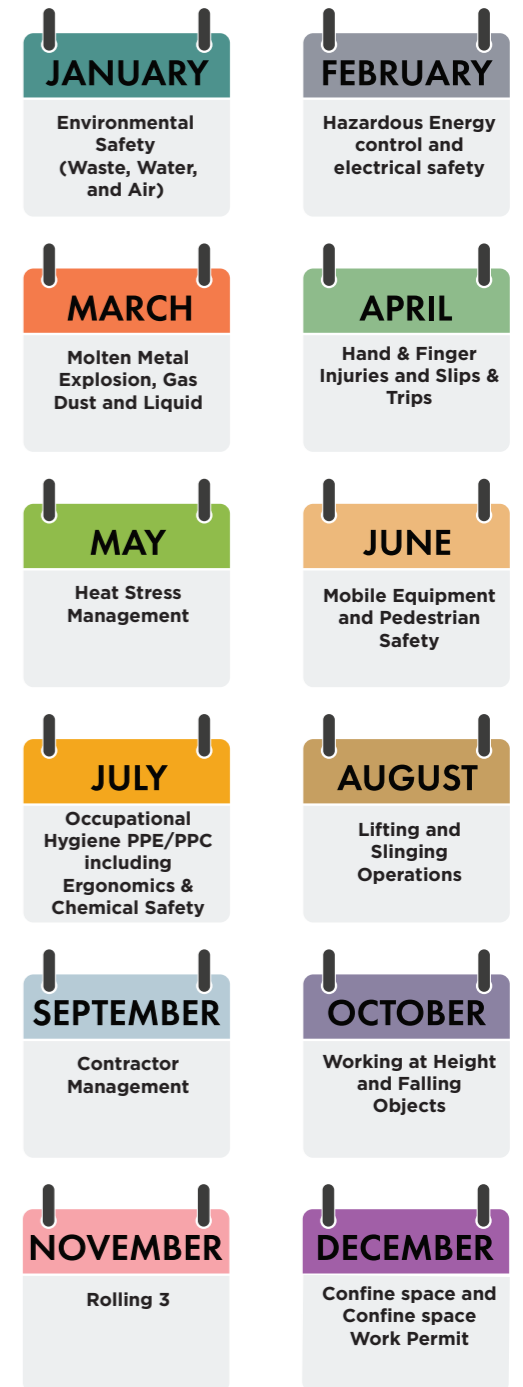 JANUARY
Environmental
Safety
(Waste, Water,
and Air)
FEBRUARY
Hazardous Energy
control and
electrical safety
MARCH
Molten Metal
Explosion, Gas
Dust and Liquid
APRIL
Hand & Finger
Injuries and Slips &
Trips
MAY
Heat Stress
Management
JUNE
Mobile Equipment
and Pedestrian
Safety
JULY
Occupational
Hygiene PPE/PPC
including
Ergonomics &
Chemical Safety
AUGUST
Lifting and
Slinging
Operations
SEPTEMBER
Contractor
Management
OCTOBER
Working at Height
and Falling
Objects
NOVEMBER
Rolling 3
DECEMBER
Confine space and
Confine space
Work Permit